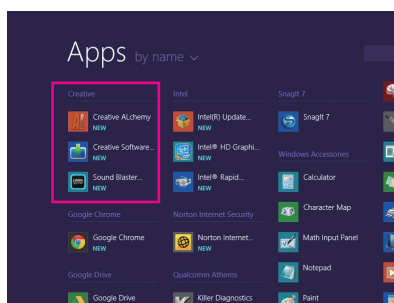 Apps by name
Creative
Creative ALchemy
NEW
Creative Software...
NEW
Sound Blaster...
NEW
Google Chrome
Google Chrome
NEW
Google Drive
Google Drive
Intel
Intel(R) Update...
NEW
Intel® HD Graphi...
NEW
Intel® Rapid...
NEW
Norton Internet Security
Norton Internet...
NEW
Qualcomm Atheros
Killer Diagnostics
SnagIt 7
SnagIt 7
Windows Accessories
Calculator
Character Map
Math Input Panel
Notepad
Paint